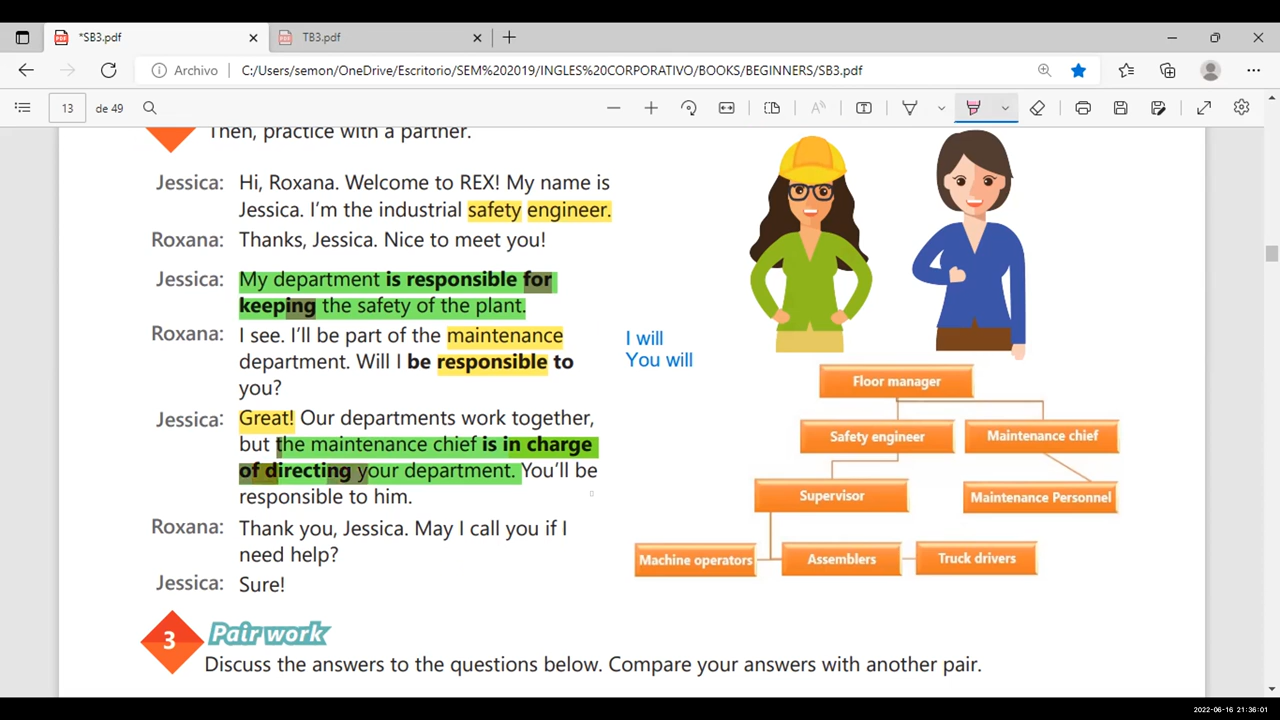 *SB3.pdf
TB3.pdf
Archivo
C:/Users/semon/OneDrive/Escritorio/SEM%202019/INGLES%20CORPORATIVO/BOOKS/BEGINNERS/SB3.pdf
13
de 49
Then, practice with a partner.
Jessica: Hi, Roxana. Welcome to REX! My name is
Jessica. I'm the industrial safety engineer.
Roxana: Thanks, Jessica. Nice to meet you!
Jessica: My department is responsible for
keeping the safety of the plant.
Roxana: I see. I'll be part of the maintenance
department. Will I be responsible to
you?
Jessica: Great! Our departments work together,
but the maintenance chief is in charge
of directing your department. You'll be
responsible to him.
Roxana: Thank you, Jessica. May I call you if I
need help?
Jessica: Sure!
I will
You will
Floor manager
Safety engineer
Maintenance chief
Supervisor
Maintenance Personnel
Machine operators
Assemblers
Truck drivers
3
Pair work
Discuss the answers to the questions below. Compare your answers with another pair.
2022-06-16 21:36:01